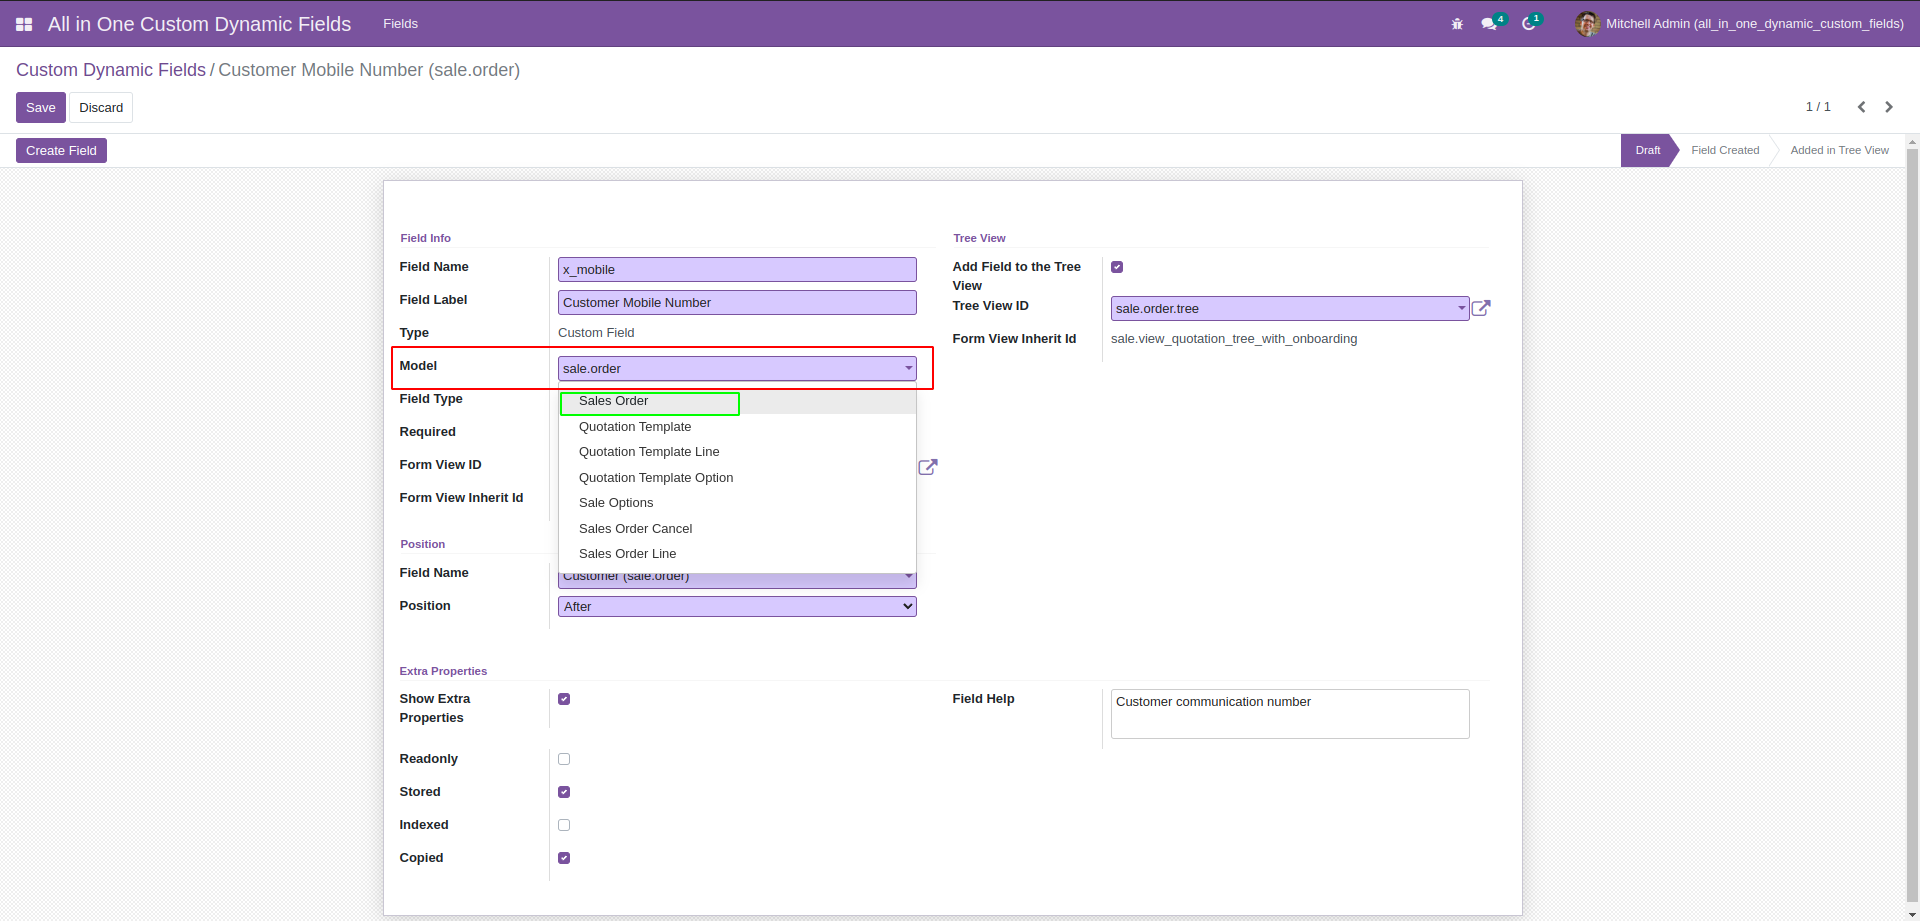 All in One Custom Dynamic Fields
Fields
4
1
Mitchell Admin (all_in_one_dynamic_custom_fields)
Custom Dynamic Fields / Customer Mobile Number (sale.order)
Save
Discard
1 / 1
Create Field
Draft
Field Created
Added in Tree View
Field Info
Field Name
x_mobile
Field Label
Customer Mobile Number
Type
Custom Field
Model
sale.order
Sales Order
Quotation Template
Quotation Template Line
Quotation Template Option
Sale Options
Sales Order Cancel
Sales Order Line
Field Type
Required
Form View ID
Form View Inherit Id
Tree View
Add Field to the Tree
View
Tree View ID
sale.order.tree
Form View Inherit Id
sale.view_quotation_tree_with_onboarding
Position
Field Name
Customer (sale.order)
Position
After
Extra Properties
Show Extra
Properties
Field Help
Customer communication number
Readonly
Stored
Indexed
Copied